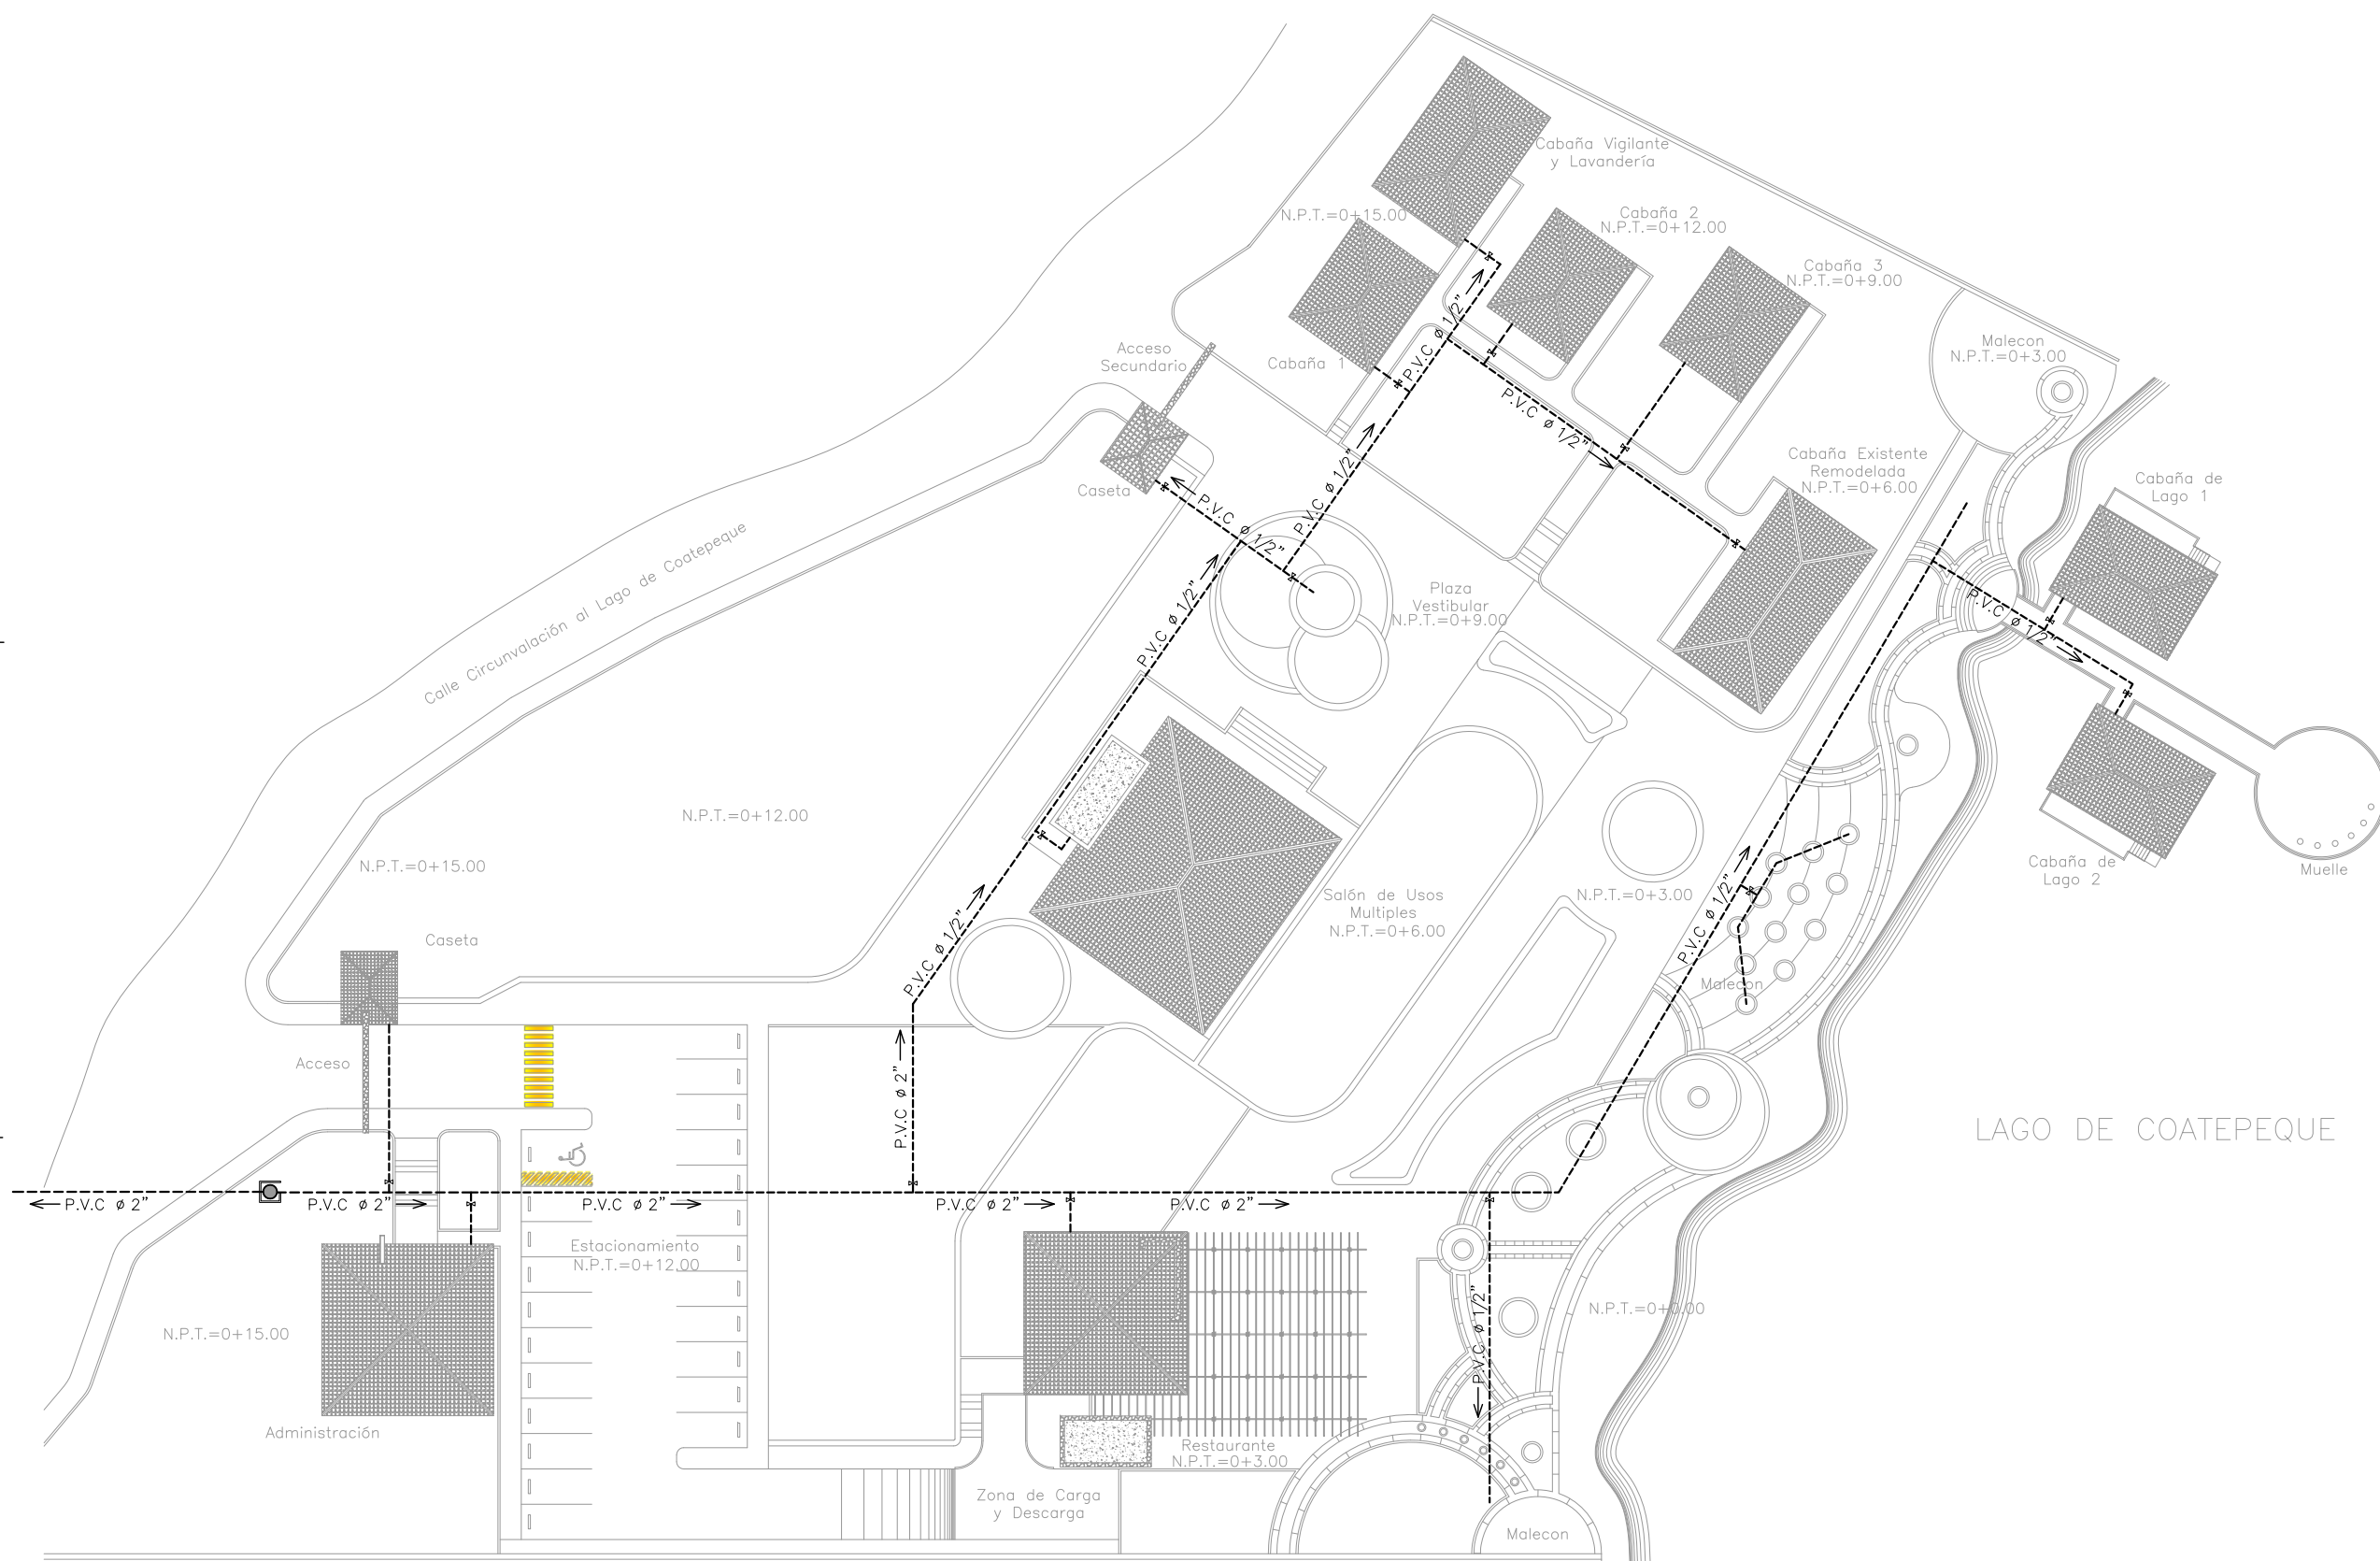 Cabaña Vigilante
y Lavandería
N.P.T.=0+15.00
Cabaña 2
N.P.T.=0+12.00
Cabaña 3
N.P.T.=0+9.00
Malecon
N.P.T.=0+3.00
Acceso
Secundario
Cabaña 1
P.V.C ø 1/2"
P.V.C ø 1/2"
Cabaña Existente
Remodelada
N.P.T.=0+6.00
Cabaña de
Lago 1
Caseta
P.V.C ø 1/2"
P.V.C ø 1/2"
Calle Circunvalación al Lago de Coatepeque
Plaza
Vestibular
N.P.T.=0+9.00
P.V.C ø 1/2"
P.V.C ø 1/2"
N.P.T.=0+12.00
N.P.T.=0+15.00
Cabaña de
Lago 2
Muelle
Salón de Usos
Multiples
N.P.T.=0+6.00
N.P.T.=0+3.00
P.V.C ø 1/2"
Caseta
P.V.C ø 1/2"
Malecon
Acceso
P.V.C ø 2"
LAGO DE COATEPEQUE
P.V.C ø 2"
P.V.C ø 2"
P.V.C ø 2"
P.V.C ø 2"
P.V.C ø 2"
Estacionamiento
N.P.T.=0+12.00
N.P.T.=0+15.00
P.V.C ø 1/2"
N.P.T.=0+0.00
Administración
Restaurante
N.P.T.=0+3.00
Zona de Carga
y Descarga
Malecon